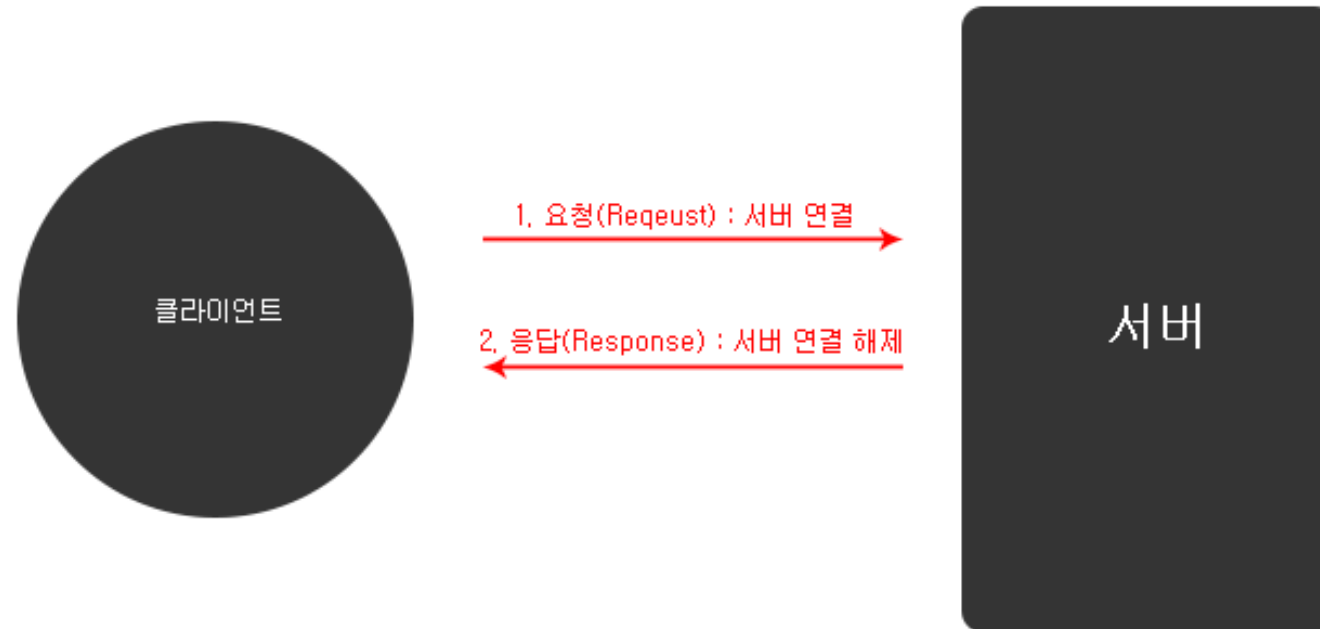 1. 요청(Reqeust) : 서버 연결
클라이언트
2. 응답(Response) : 서버 연결 해제
서버